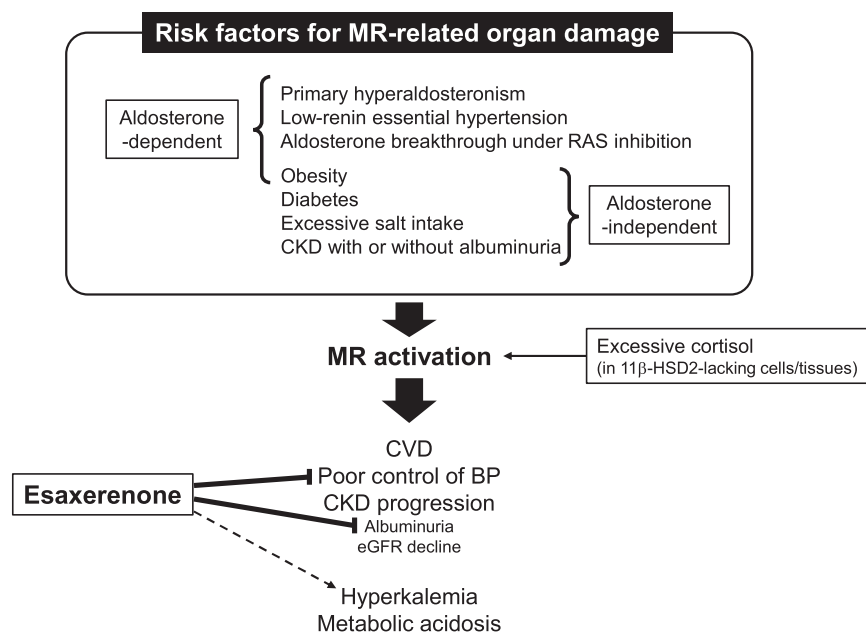 Risk factors for MR-related organ damage
Aldosterone
-dependent
Primary hyperaldosteronism
Low-renin essential hypertension
Aldosterone breakthrough under RAS inhibition
Obesity
Diabetes
Excessive salt intake
CKD with or without albuminuria
Aldosterone
-independent
MR activation
Excessive cortisol
(in 11β-HSD2-lacking cells/tissues)
CVD
Poor control of BP
CKD progression
Albuminuria
eGFR decline
Esaxerenone
Hyperkalemia
Metabolic acidosis